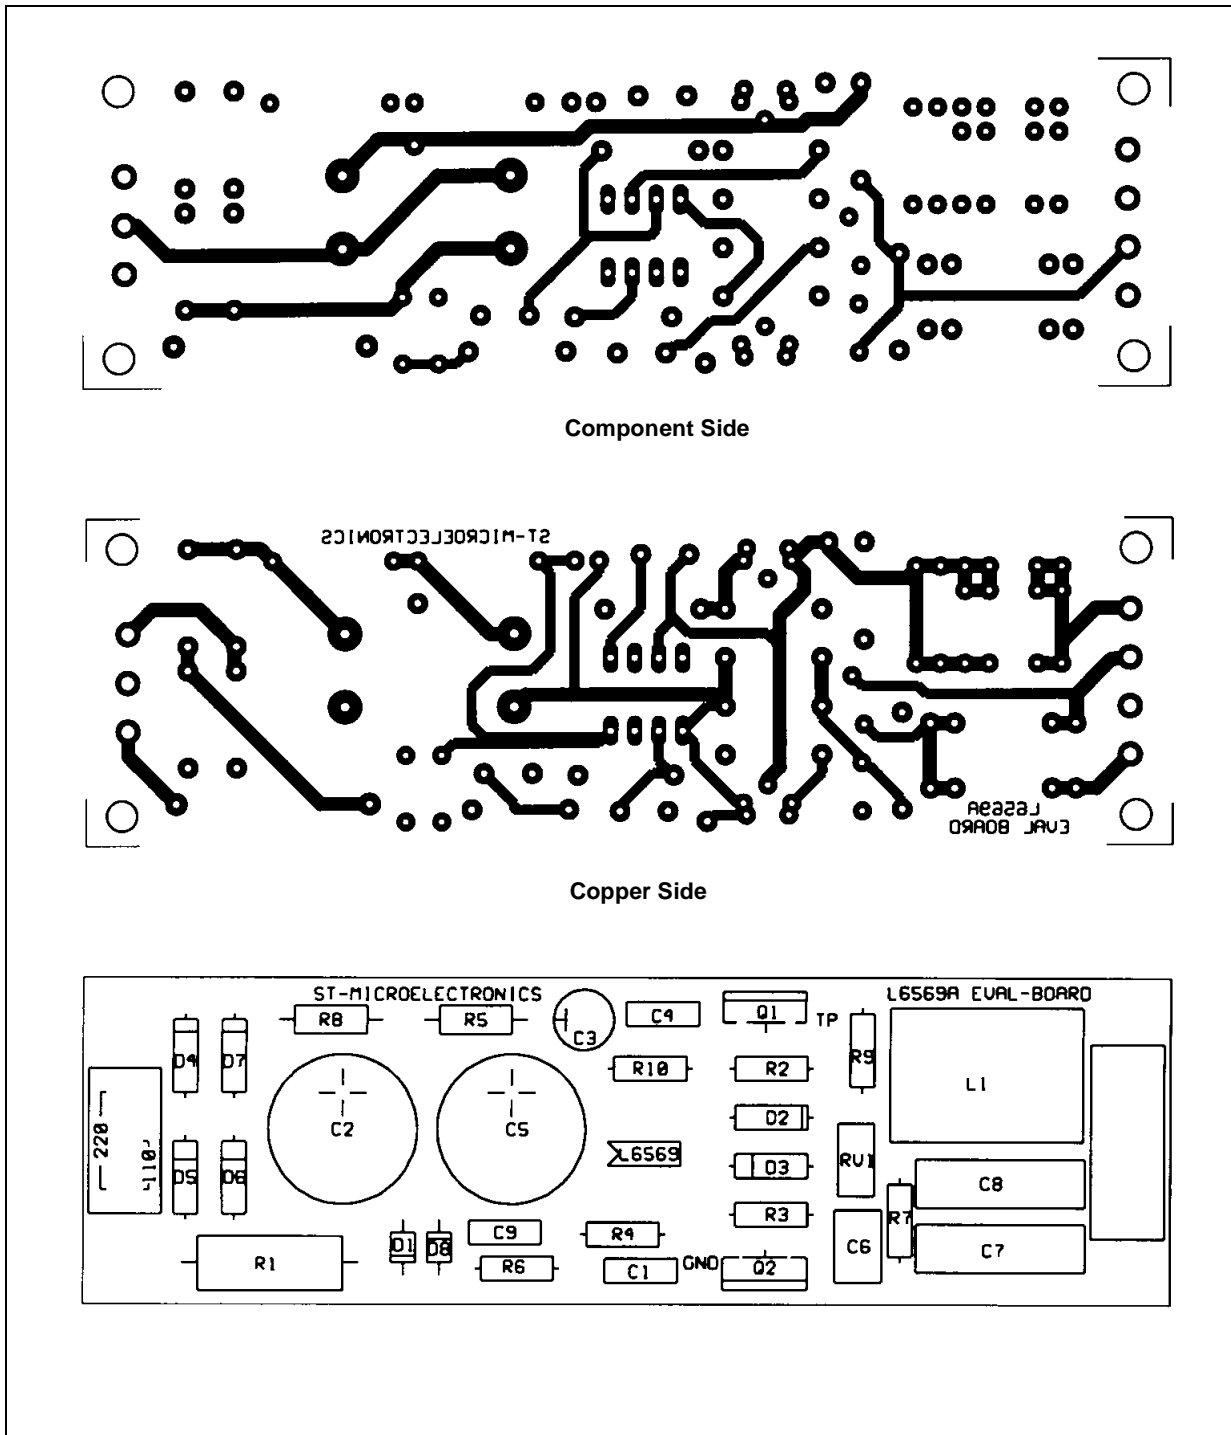 Component Side
ST-MICROELECTRONICS
L6569A
EVAL BOARD
Copper Side
ST-MICROELECTRONICS
L6569A EVAL-BOARD
R8
R5
C3
C4
Q1
TP
R9
L1
D4
D7
R10
R2
C2
C5
D2
220
110
D5
D6
L6569
D3
RV1
C8
R3
R7
R1
D1
D8
C9
R6
R4
C1
GND
Q2
C6
C7